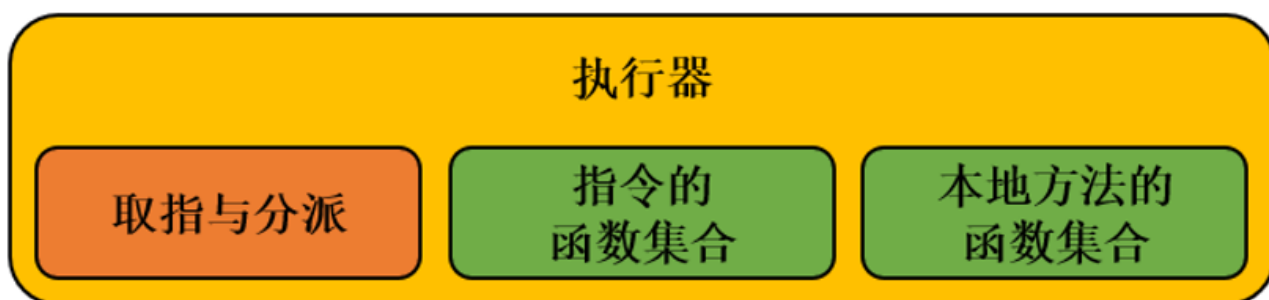 执行器
取指与分派
指令的
函数集合
本地方法的
函数集合